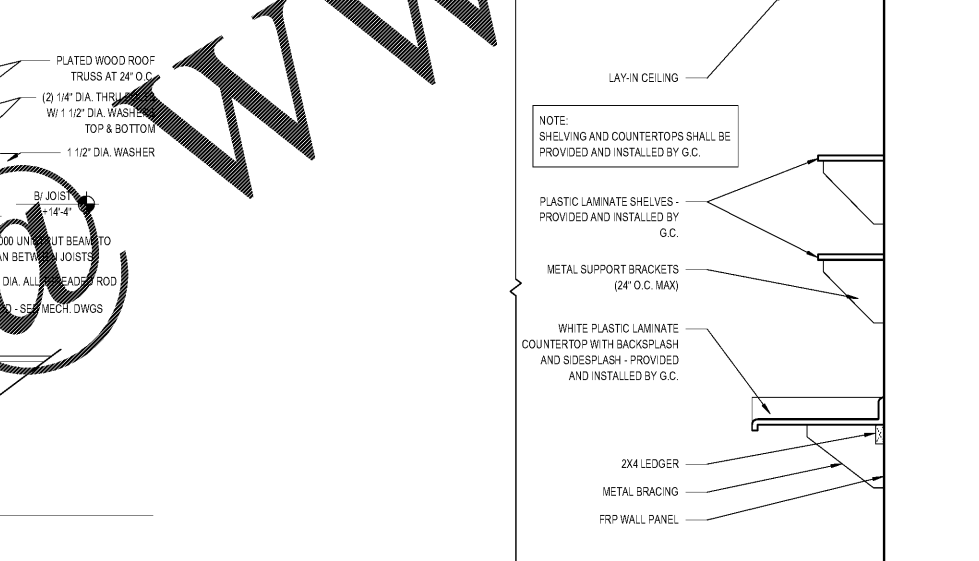 PLATED WOOD ROOF
TRUSS AT 24" O.C.
(2) 1/4" DIA. THRU
W/ 1 1/2" DIA. WASHERS
TOP & BOTTOM
1 1/2" DIA. WASHER
B/ JOIST
+14'-4"
BEAM TO
JOISTS
DIA. ALL THREADED ROD
- SEE MECH. DWGS
@ww
LAY-IN CEILING
NOTE:
SHELVING AND COUNTERTOPS SHALL BE
PROVIDED AND INSTALLED BY G.C.
PLASTIC LAMINATE SHELVES -
PROVIDED AND INSTALLED BY
G.C.
METAL SUPPORT BRACKETS
(24" O.C. MAX)
WHITE PLASTIC LAMINATE
COUNTERTOP WITH BACKSPLASH
AND SIDESPLASH - PROVIDED
AND INSTALLED BY G.C.
2X4 LEDGER
METAL BRACING
FRP WALL PANEL